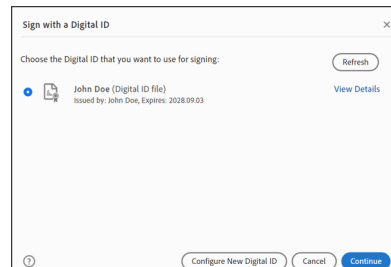 Sign with a Digital ID
×
Choose the Digital ID that you want to use for signing:
Refresh
John Doe (Digital ID file)
View Details
Issued by: John Doe, Expires: 2028.09.03
?
Configure New Digital ID
Cancel
Continue